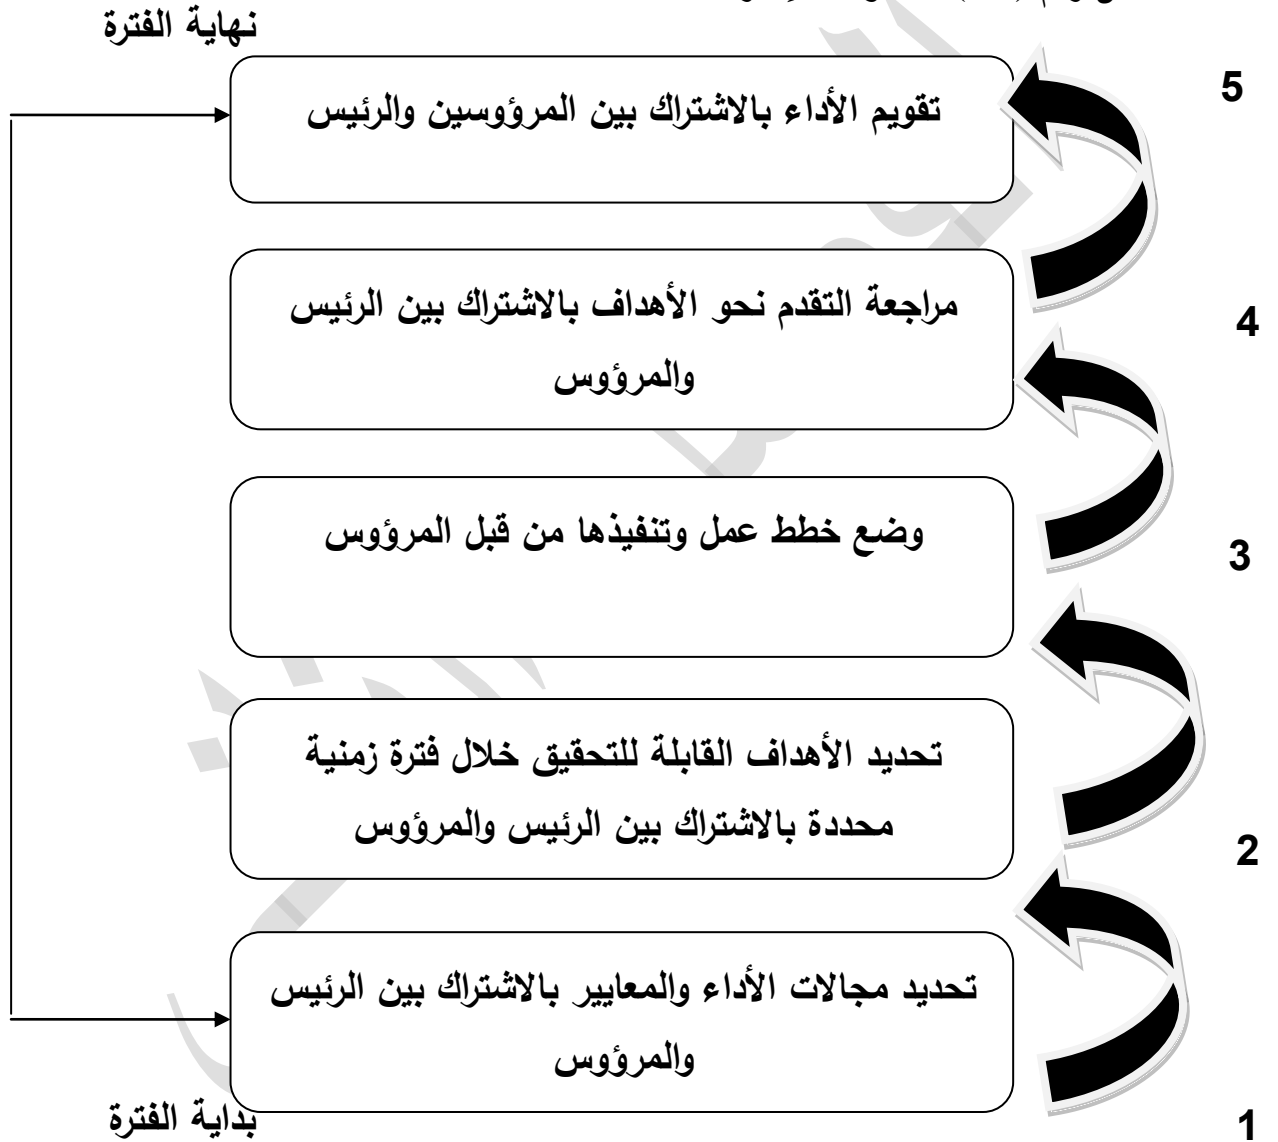 نهاية الفترة
5
تقويم الأداء بالاشتراك بين المرؤوسين والرئيس
4
مراجعة التقدم نحو الأهداف بالاشتراك بين الرئيس
والمرؤوس
3
وضع خطط عمل وتنفيذها من قبل المرؤوس
تحديد الأهداف القابلة للتحقيق خلال فترة زمنية
محددة بالاشتراك بين الرئيس والمرؤوس
2
تحديد مجالات الأداء والمعايير بالاشتراك بين الرئيس
والمرؤوس
1
بداية الفترة